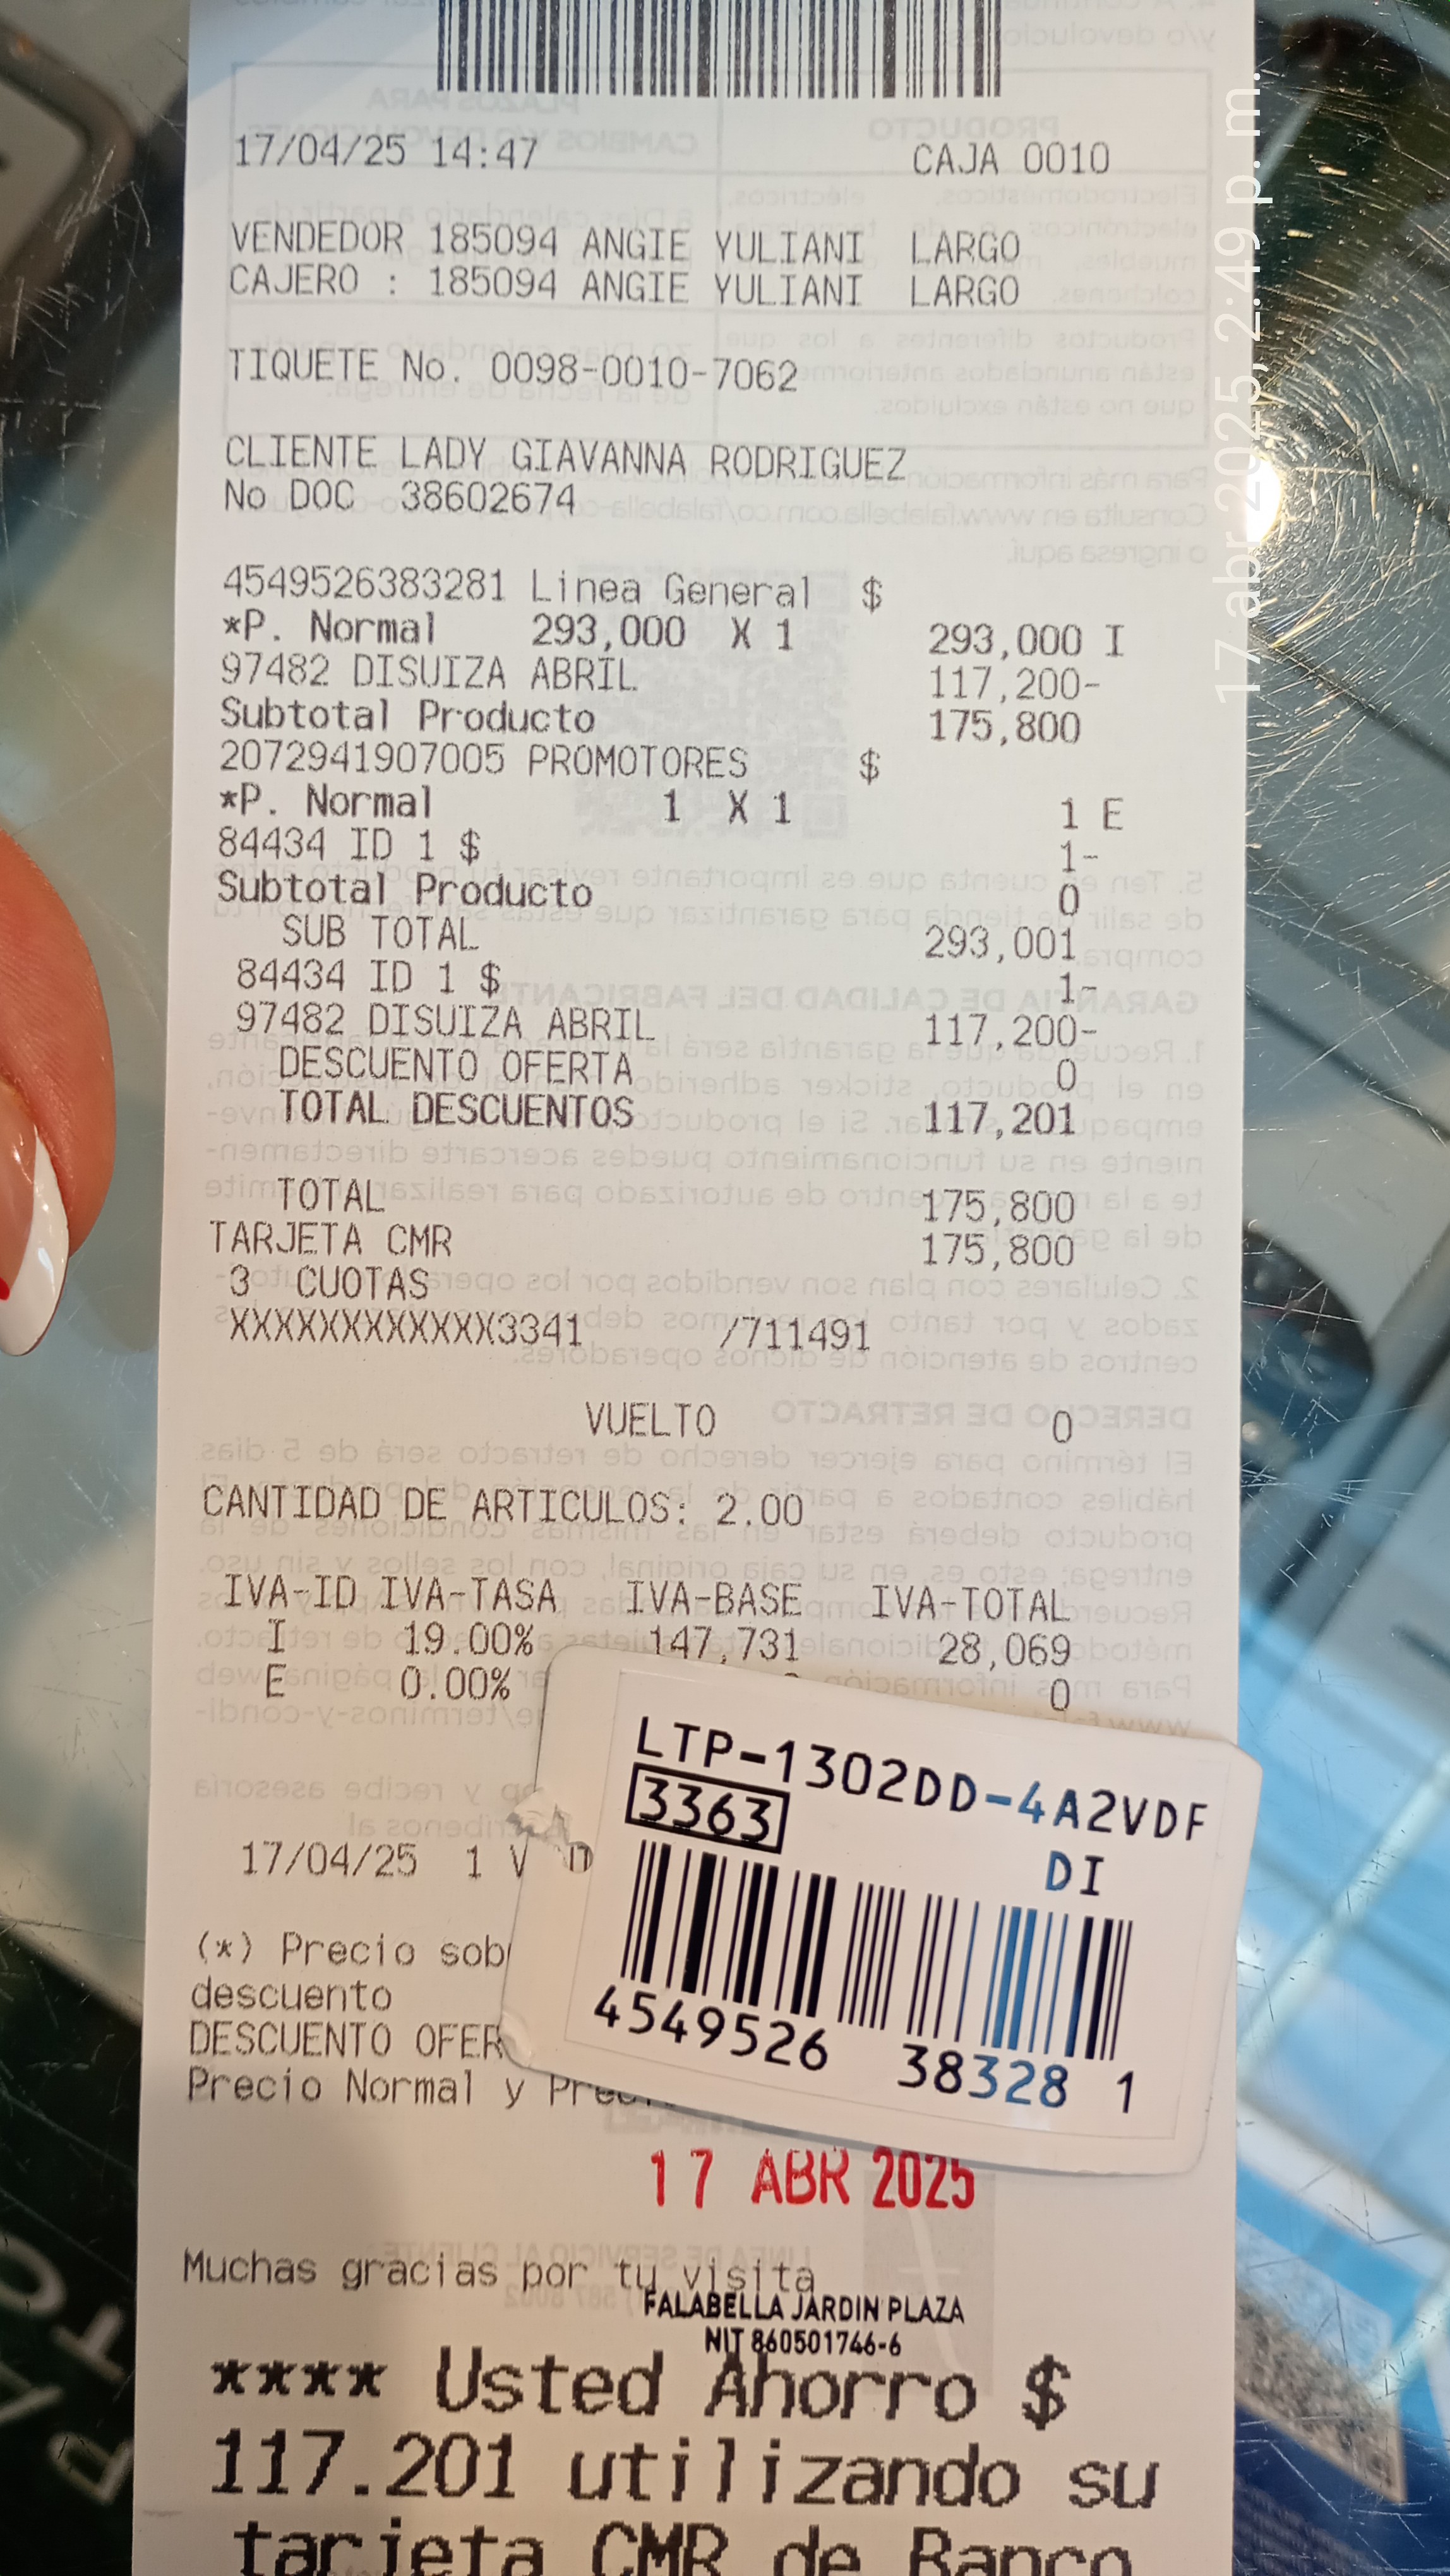 17/04/25 14:47 CAJA 0010
VENDEDOR 185094 ANGIE YULIANI LARGO
CAJERO : 185094 ANGIE YULIANI LARGO
TIQUETE No. 0098-0010-7062
CLIENTE LADY GIAVANNA RODRIGUEZ
No DOC 38602674
4549526383281 Linea General $
*P. Normal 293,000 X 1 293,000 I
97482 DISUIZA ABRIL 117,200-
Subtotal Producto 175,800
2072941907005 PROMOTORES $
*P. Normal 1 X 1 1 E
84434 ID 1 $ 1-
Subtotal Producto 0
SUB TOTAL 293,001
84434 ID 1 $ 1-
97482 DISUIZA ABRIL 117,200-
DESCUENTO OFERTA 0
TOTAL DESCUENTOS 117,201
TOTAL 175,800
TARJETA CMR 175,800
3 CUOTAS
XXXXXXXXXXXX3341 /711491
VUELTO 0
CANTIDAD DE ARTICULOS: 2.00
IVA-ID IVA-TASA IVA-BASE IVA-TOTAL
I 19.00% 147,731 28,069
E 0.00% 0
LTP-1302DD-4A2VDF
3363
DI
4549526 38328 1
17/04/25 1 V
(*) Precio
descuento
DESCUENTO
Precio Normal y
17 ABR 2025
Muchas gracias por tu visita
FALABELLA JARDIN PLAZA
NIT 860501746-6
**** Usted Ahorro $
117.201 utilizando su
tarjeta CMR de Banco
17 abr 2025, 2:49 p. m.